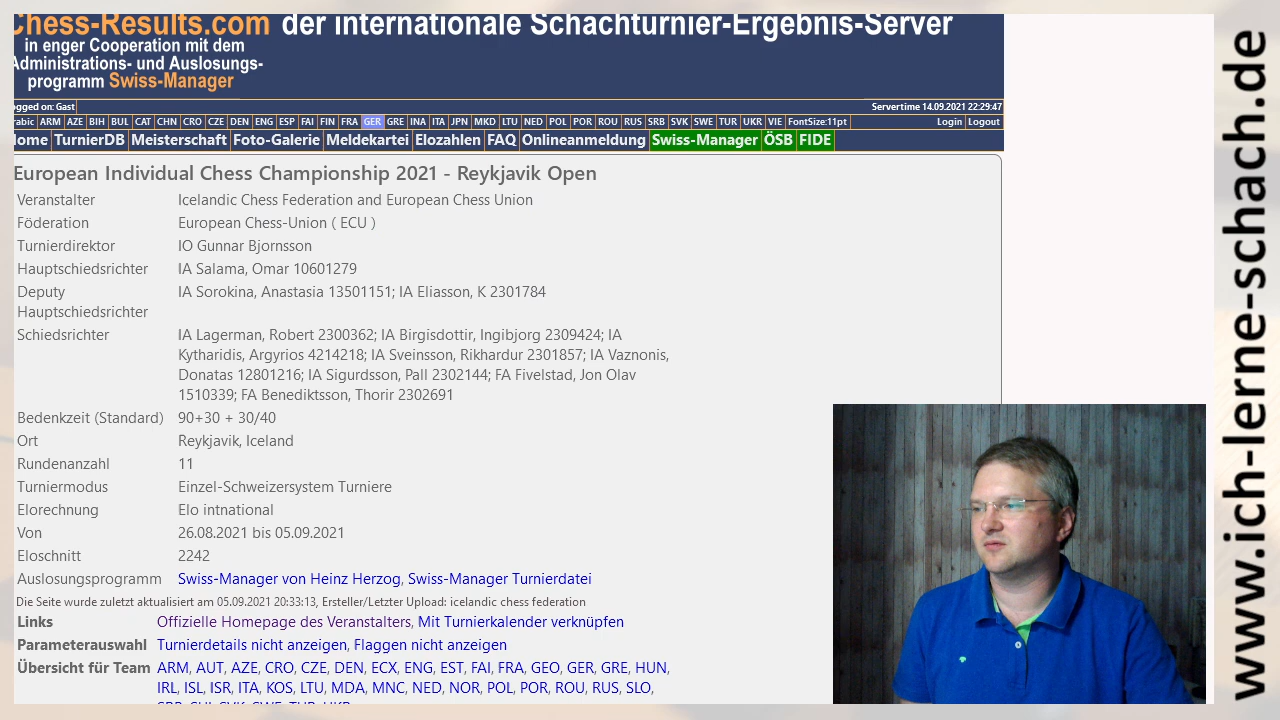 Chess-Results.com der internationale Schachturnier-Ergebnis-Server
in enger Cooperation mit dem
Administrations- und Auslosungs-
programm Swiss-Manager
ogged on: Gast
Servertime 14.09.2021 22:29:47
rabic ARM AZE BIH BUL CAT CHN CRO CZE DEN ENG ESP FAI FIN FRA GER GRE INA ITA JPN MKD LTU NED POL POR ROU RUS SRB SVK SWE TUR UKR VIE FontSize:11pt Login Logout
Home TurnierDB Meisterschaft Foto-Galerie Meldekartei Elozahlen FAQ Onlineanmeldung Swiss-Manager ÖSB FIDE
European Individual Chess Championship 2021 - Reykjavik Open
Veranstalter Icelandic Chess Federation and European Chess Union
Föderation European Chess-Union ( ECU )
Turnierdirektor IO Gunnar Bjornsson
Hauptschiedsrichter IA Salama, Omar 10601279
Deputy IA Sorokina, Anastasia 13501151; IA Eliasson, K 2301784
Hauptschiedsrichter
Schiedsrichter IA Lagerman, Robert 2300362; IA Birgisdottir, Ingibjorg 2309424; IA
Kytharidis, Argyrios 4214218; IA Sveinsson, Rikhardur 2301857; IA Vaznonis,
Donatas 12801216; IA Sigurdsson, Pall 2302144; FA Fivelstad, Jon Olav
1510339; FA Benediktsson, Thorir 2302691
Bedenkzeit (Standard) 90+30 + 30/40
Ort Reykjavik, Iceland
Rundenanzahl 11
Turniermodus Einzel-Schweizersystem Turniere
Elorechnung Elo intnational
Von 26.08.2021 bis 05.09.2021
Eloschnitt 2242
Auslosungsprogramm Swiss-Manager von Heinz Herzog, Swiss-Manager Turnierdatei
Die Seite wurde zuletzt aktualisiert am 05.09.2021 20:33:13, Ersteller/Letzter Upload: icelandic chess federation
Links Offizielle Homepage des Veranstalters, Mit Turnierkalender verknüpfen
Parameterauswahl Turnierdetails nicht anzeigen, Flaggen nicht anzeigen
Übersicht für Team ARM, AUT, AZE, CRO, CZE, DEN, ECX, ENG, EST, FAI, FRA, GEO, GER, GRE, HUN,
IRL, ISL, ISR, ITA, KOS, LTU, MDA, MNC, NED, NOR, POL, POR, ROU, RUS, SLO,
SRB, SUI, SVK, SWE, TUR, UKR
www.ich-lerne-schach.de